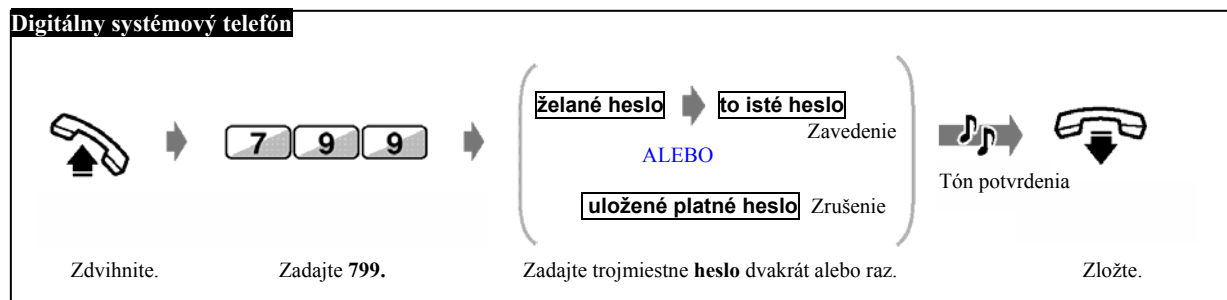 Digitálny systémový telefón
želané heslo to isté heslo
Zavedenie
7 9 9
ALEBO
Tón potvrdenia
uložené platné heslo Zrušenie
Zdvihnite. Zadajte 799. Zadajte trojmiestne heslo dvakrát alebo raz. Zložte.